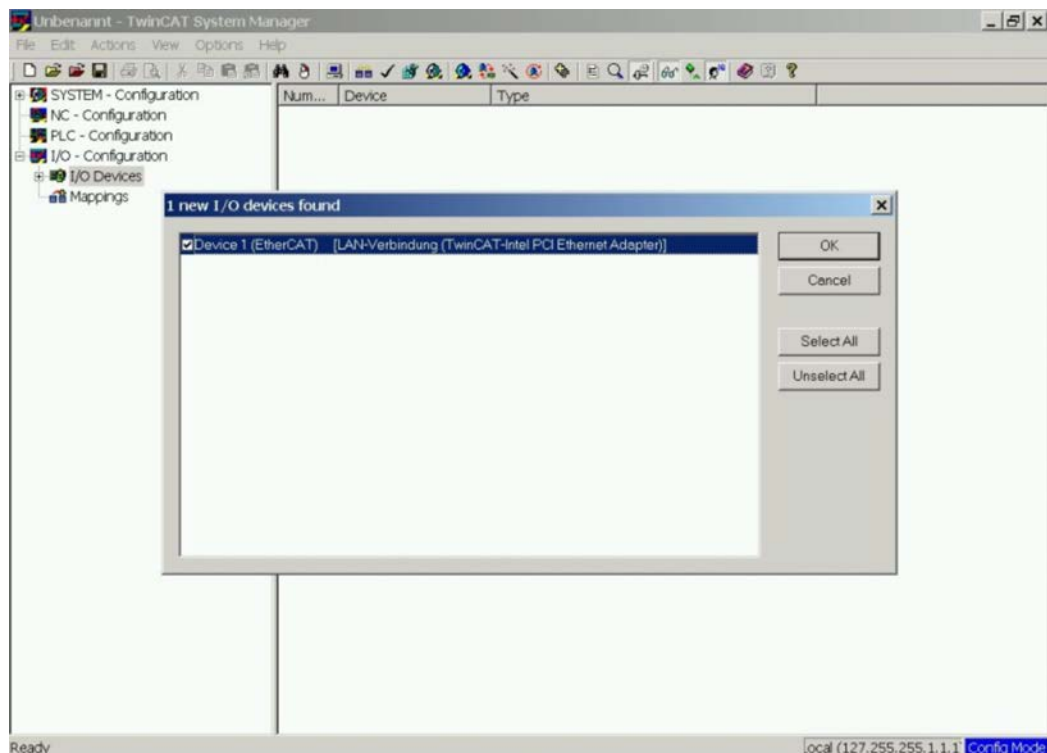 Unbenannt - TwinCAT System Manager
File Edit Actions View Options Help
SYSTEM - Configuration
NC - Configuration
PLC - Configuration
I/O - Configuration
I/O Devices
Mappings
Num... Device Type
1 new I/O devices found
Device 1 (EtherCAT) [LAN-Verbindung (TwinCAT-Intel PCI Ethernet Adapter)]
OK
Cancel
Select All
Unselect All
Ready
Local (127.255.255.1.1.1) Config Mode